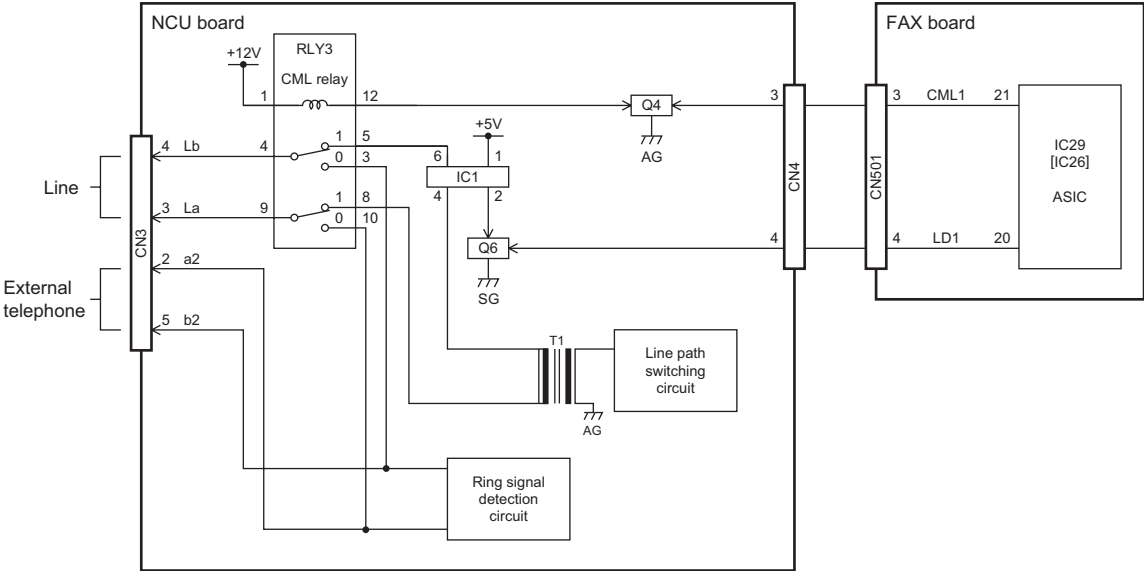 NCU board
FAX board
RLY3
+12V
CML relay
1
12
Q4
3
3
CML1
21
AG
+5V
4
Lb
4
1
5
0
3
6
1
IC1
4
2
IC29
[IC26]
ASIC
CN4
CN501
Line
3
La
9
1
8
0
10
CN3
Q6
4
4
LD1
20
SG
2
a2
External
telephone
5
b2
T1
Line path
switching
circuit
AG
Ring signal
detection
circuit